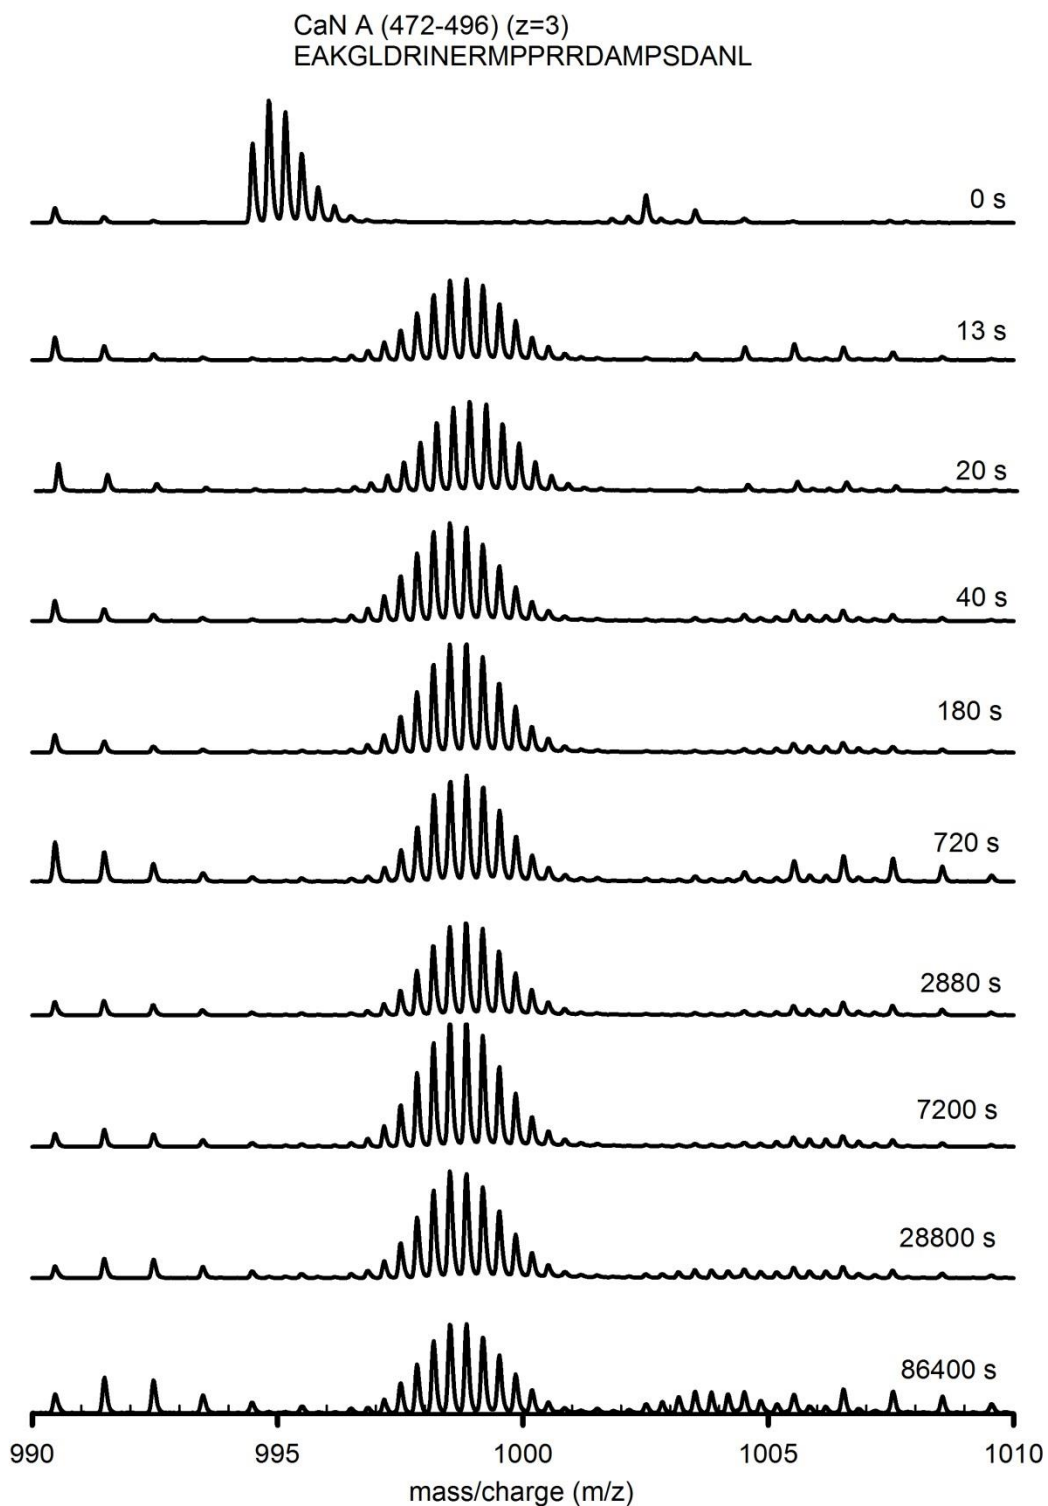 CaN A (472-496) (z=3)
EAKGLDRINERMPPRRDAMPSDANL
0 s
13 s
20 s
40 s
180 s
720 s
2880 s
7200 s
28800 s
86400 s
990 995 1000 1005 1010
mass/charge (m/z)